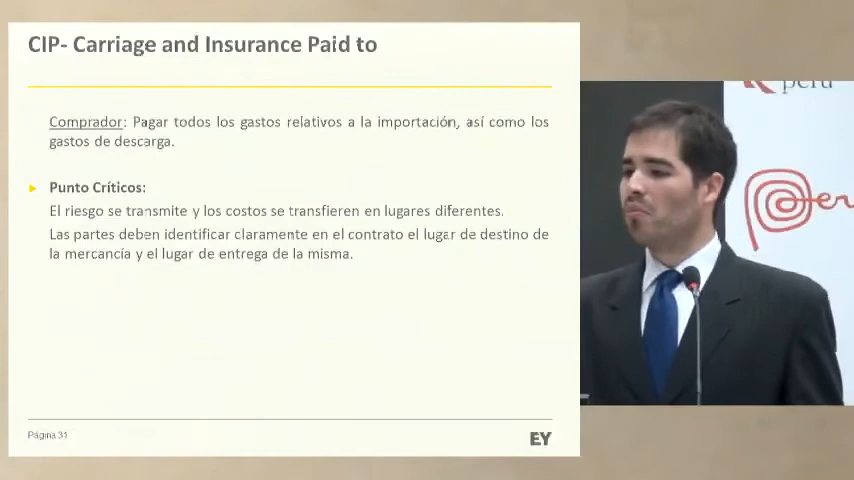 CIP- Carriage and Insurance Paid to
Comprador: Pagar todos los gastos relativos a la importación, así como los
gastos de descarga.
Punto Críticos:
El riesgo se transmite y los costos se transfieren en lugares diferentes.
Las partes deben identificar claramente en el contrato el lugar de destino de
la mercancía y el lugar de entrega de la misma.
Página 31
EY
perú